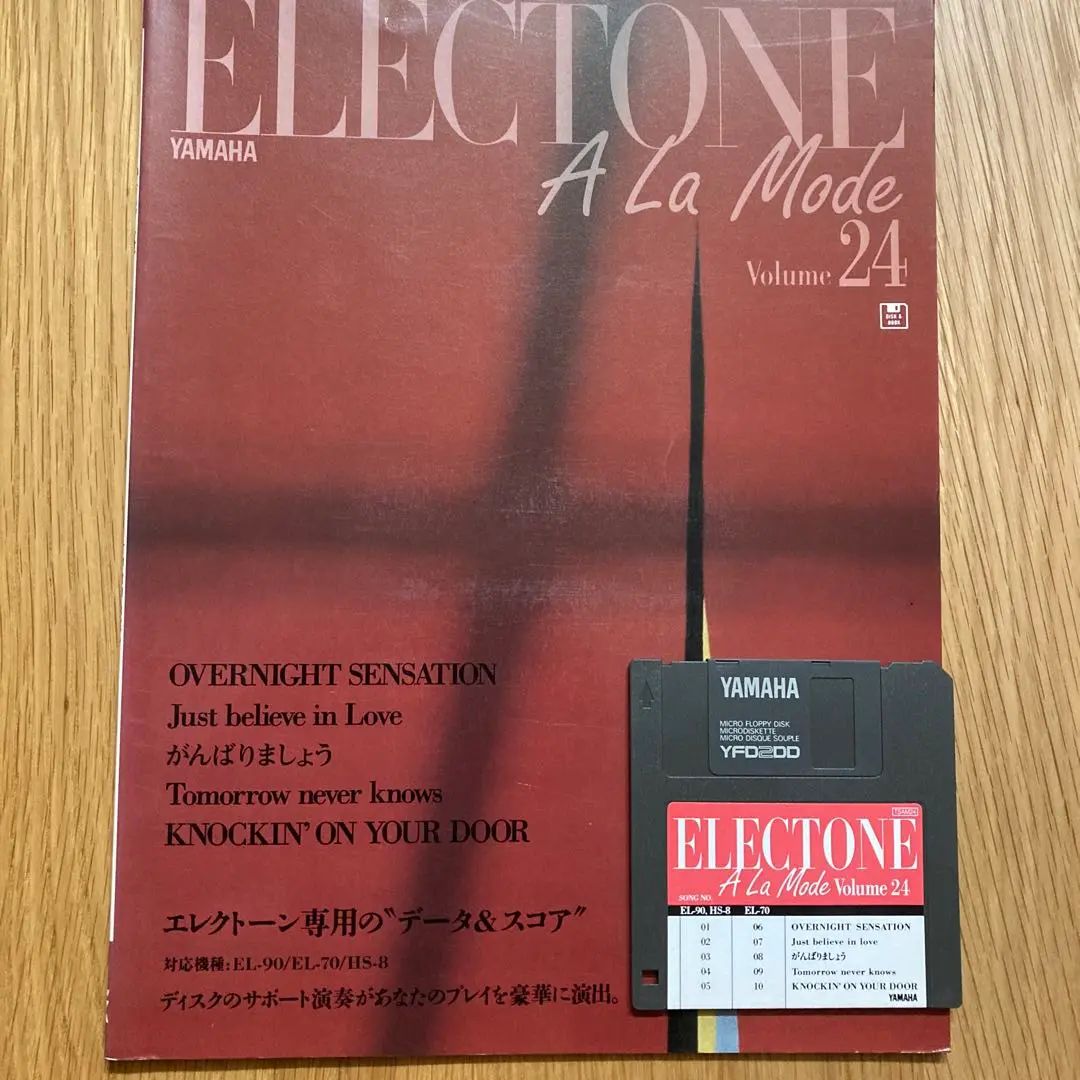 ELECTONE
YAMAHA
A La Mode
Volume 24
DISK &
BOOK
OVERNIGHT SENSATION
Just believe in Love
がんばりましょう
Tomorrow never knows
KNOCKIN' ON YOUR DOOR
エレクトーン専用の〝データ&スコア〟
対応機種:EL-90/EL-70/HS-8
ディスクのサポート演奏があなたのプレイを豪華に演出。
YAMAHA
MICRO FLOPPY DISK
MICRODISKETTE
MICRO DISQUE SOUPLE
YFD2DD
ELECTONE
A La Mode Volume 24
SONG NO.
EL-90, HS-8 EL-70
01 06 OVERNIGHT SENSATION
02 07 Just believe in love
03 08 がんばりましょう
04 09 Tomorrow never knows
05 10 KNOCKIN' ON YOUR DOOR
YAMAHA